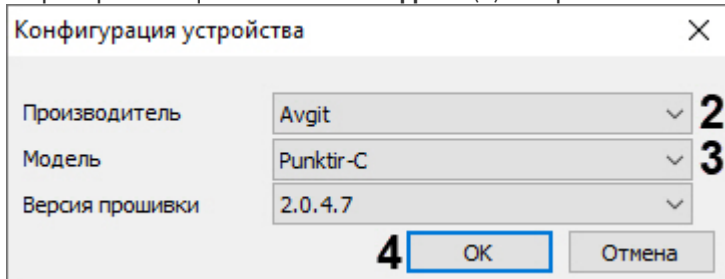 Конфигурация устройства
Производитель Avgit 2
Модель Punktir-C 3
Версия прошивки 2.0.4.7
4 OK Отмена